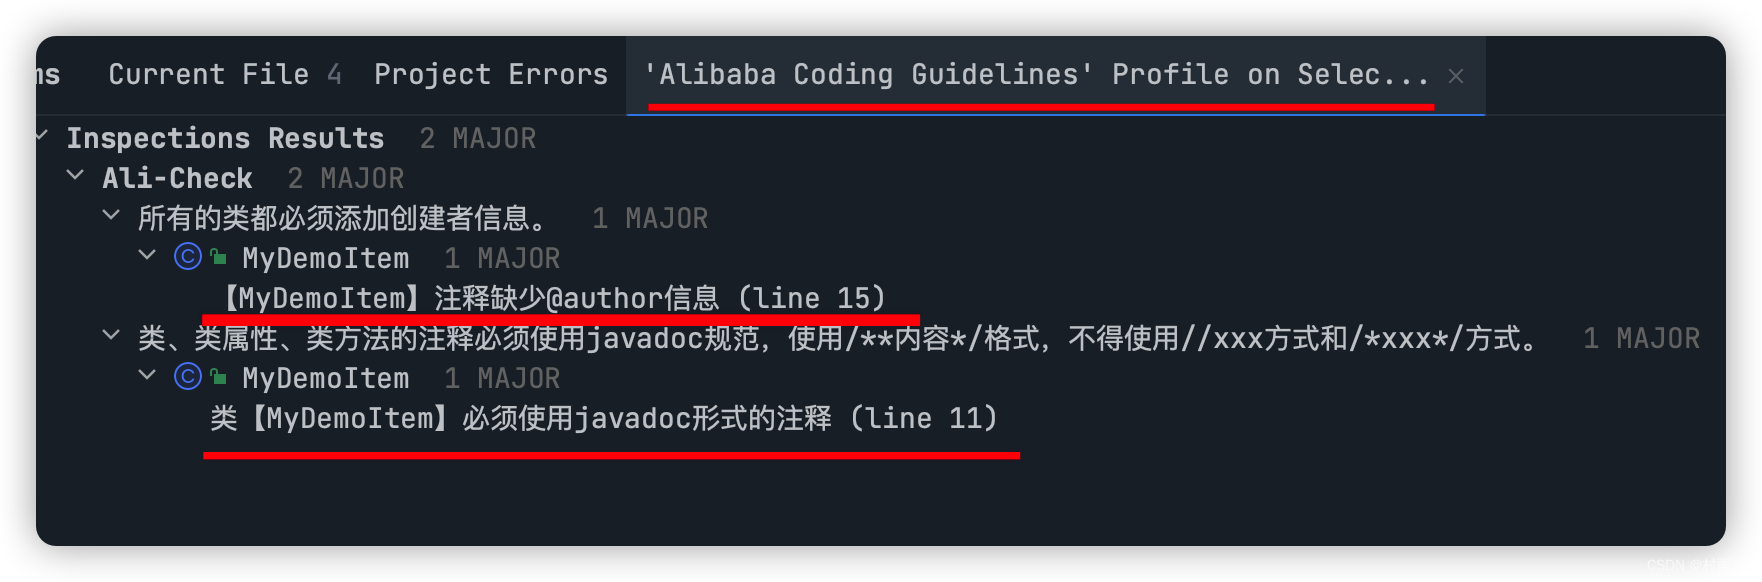 Current File 4 Project Errors 'Alibaba Coding Guidelines' Profile on Selec...
Inspections Results 2 MAJOR
Ali-Check 2 MAJOR
所有的类都必须添加创建者信息。 1 MAJOR
MyDemoItem 1 MAJOR
【MyDemoItem】注释缺少@author信息 (line 15)
类、类属性、类方法的注释必须使用javadoc规范，使用/**内容*/格式，不得使用//xxx方式和/*xxx*/方式。 1 MAJOR
MyDemoItem 1 MAJOR
类【MyDemoItem】必须使用javadoc形式的注释 (line 11)